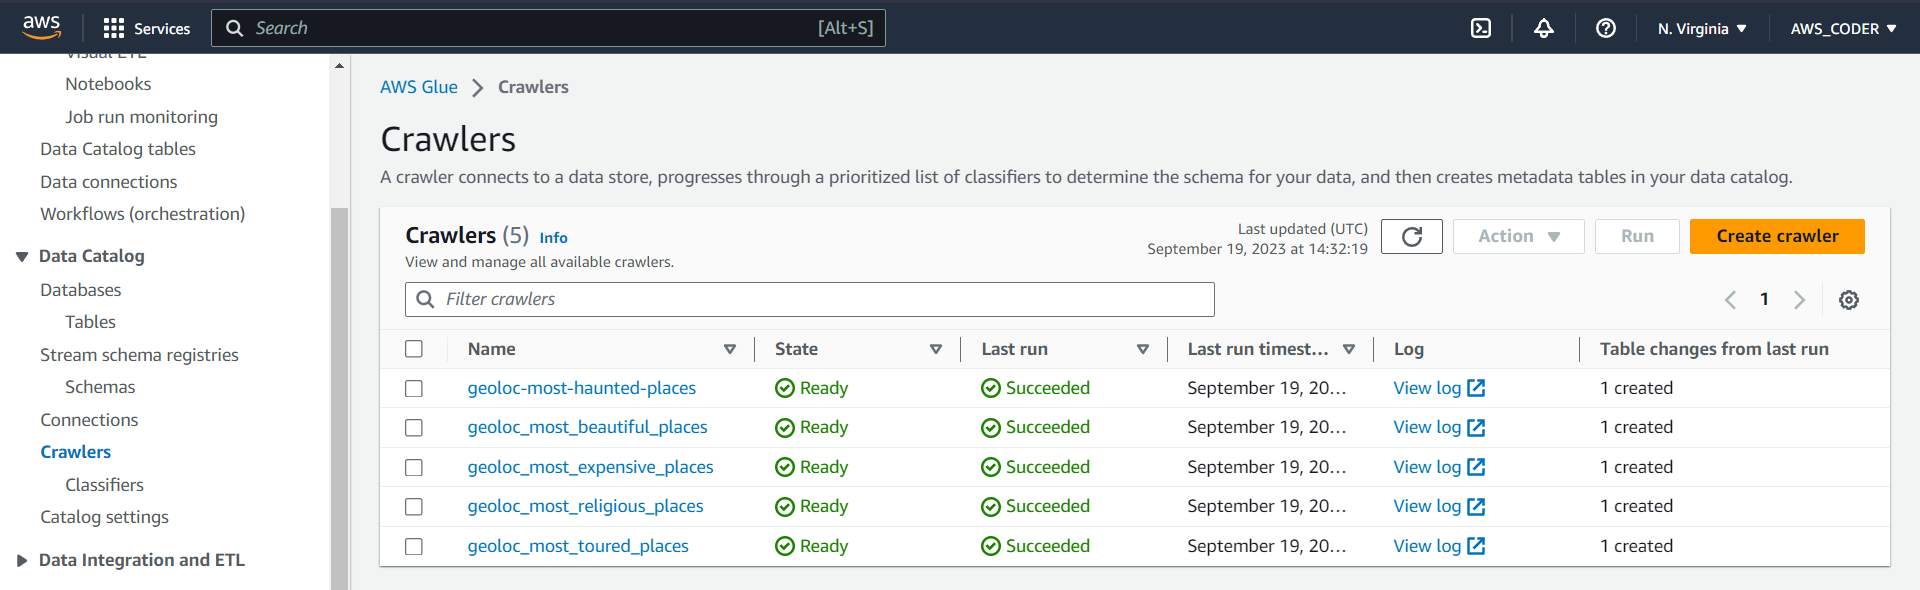 aws Services Search [Alt+S] N. Virginia AWS_CODER
Visual ETL
Notebooks
Job run monitoring
Data Catalog tables
Data connections
Workflows (orchestration)
Data Catalog
Databases
Tables
Stream schema registries
Schemas
Connections
Crawlers
Classifiers
Catalog settings
Data Integration and ETL
AWS Glue Crawlers
Crawlers
A crawler connects to a data store, progresses through a prioritized list of classifiers to determine the schema for your data, and then creates metadata tables in your data catalog.
Crawlers (5) Info
View and manage all available crawlers.
Last updated (UTC)
September 19, 2023 at 14:32:19
Action Run Create crawler
Filter crawlers 1
Name State Last run Last run timest... Log Table changes from last run
geoloc-most-haunted-places Ready Succeeded September 19, 20... View log 1 created
geoloc_most_beautiful_places Ready Succeeded September 19, 20... View log 1 created
geoloc_most_expensive_places Ready Succeeded September 19, 20... View log 1 created
geoloc_most_religious_places Ready Succeeded September 19, 20... View log 1 created
geoloc_most_toured_places Ready Succeeded September 19, 20... View log 1 created